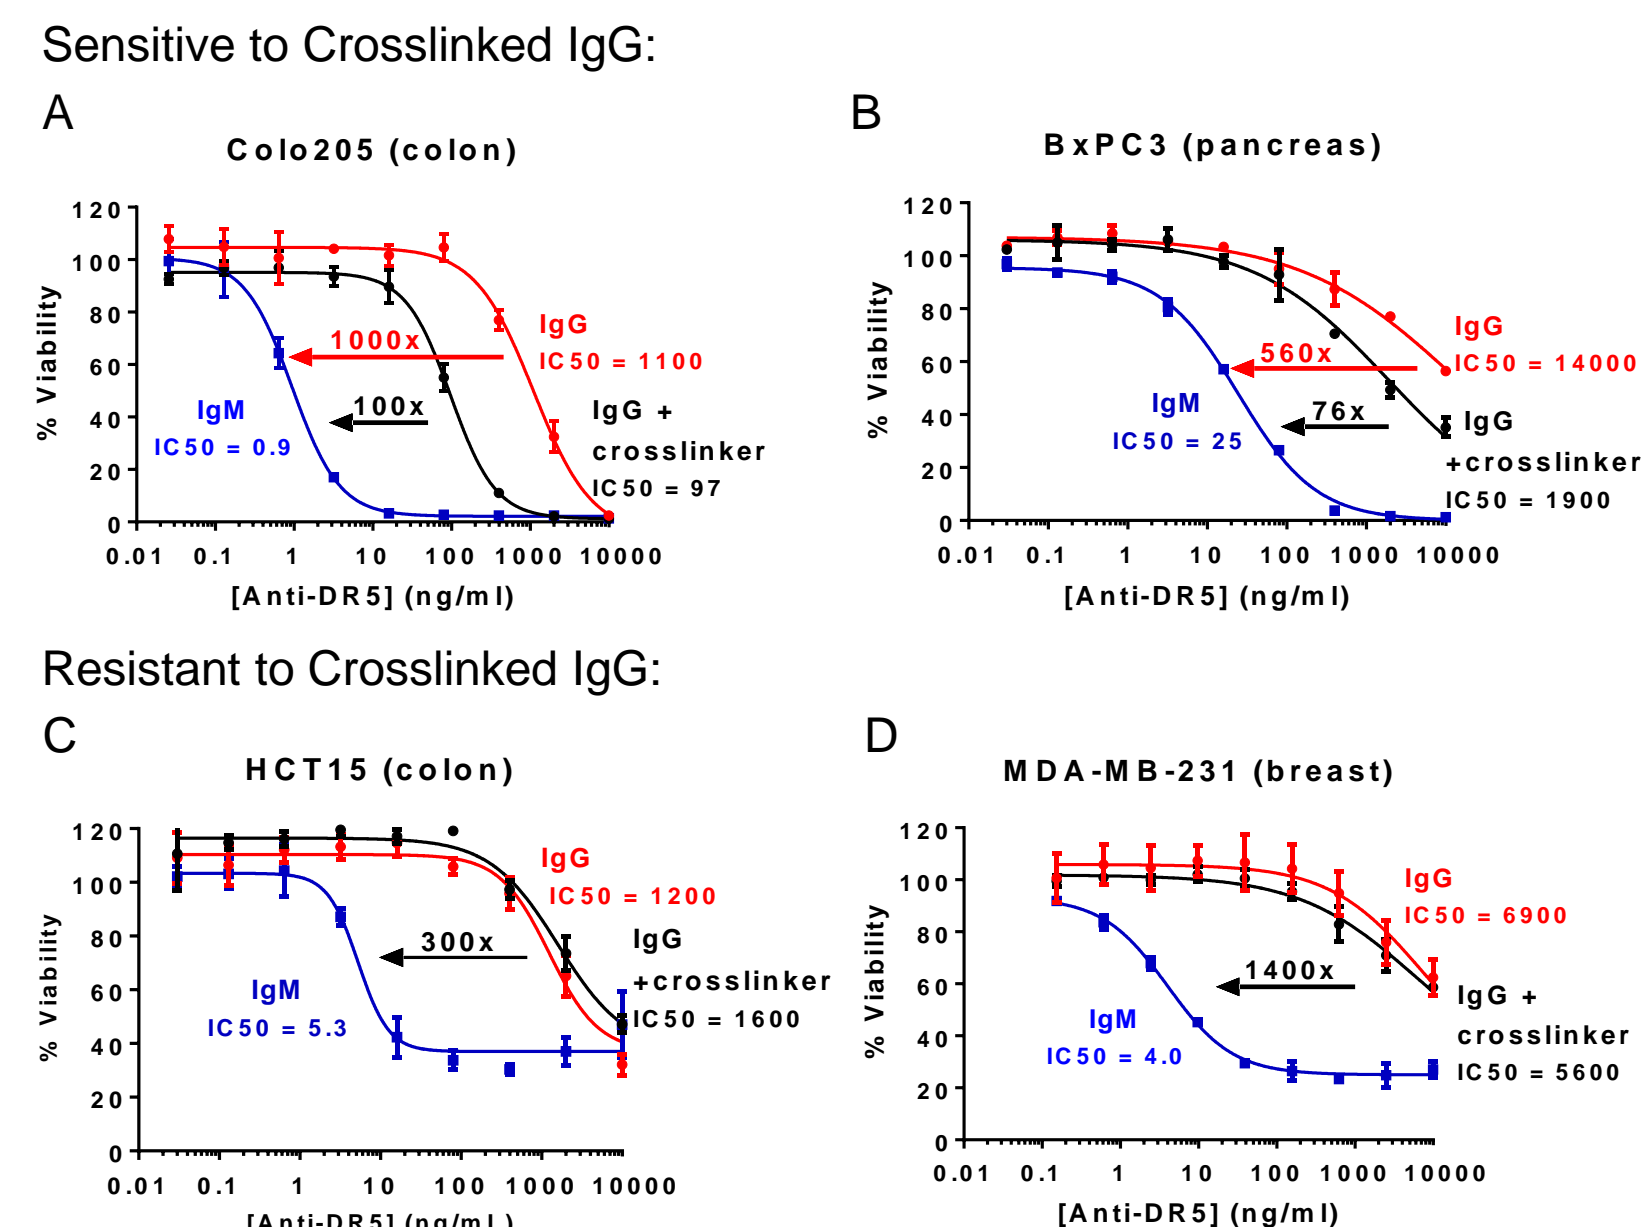 Sensitive to Crosslinked IgG:
A
Colo205 (colon)
120
100
80
60
40
20
0
% Viability
1000x
100x
IgG
IC50 = 1100
IgM
IC50 = 0.9
IgG +
crosslinker
IC50 = 97
0.01 0.1 1 10 100 1000 10000
[Anti-DR5] (ng/ml)
B
BxPC3 (pancreas)
120
100
80
60
40
20
0
% Viability
560x
76x
IgG
IC50 = 14000
IgM
IC50 = 25
IgG
+crosslinker
IC50 = 1900
0.01 0.1 1 10 100 1000 10000
[Anti-DR5] (ng/ml)
Resistant to Crosslinked IgG:
C
HCT15 (colon)
120
100
80
60
40
20
0
% Viability
300x
IgG
IC50 = 1200
IgG
+crosslinker
IC50 = 1600
IgM
IC50 = 5.3
0.01 0.1 1 10 100 1000 10000
[Anti-DR5] (ng/mL)
D
MDA-MB-231 (breast)
120
100
80
60
40
20
0
% Viability
1400x
IgG
IC50 = 6900
IgG +
crosslinker
IC50 = 5600
IgM
IC50 = 4.0
0.01 0.1 1 10 100 1000 10000
[Anti-DR5] (ng/ml)